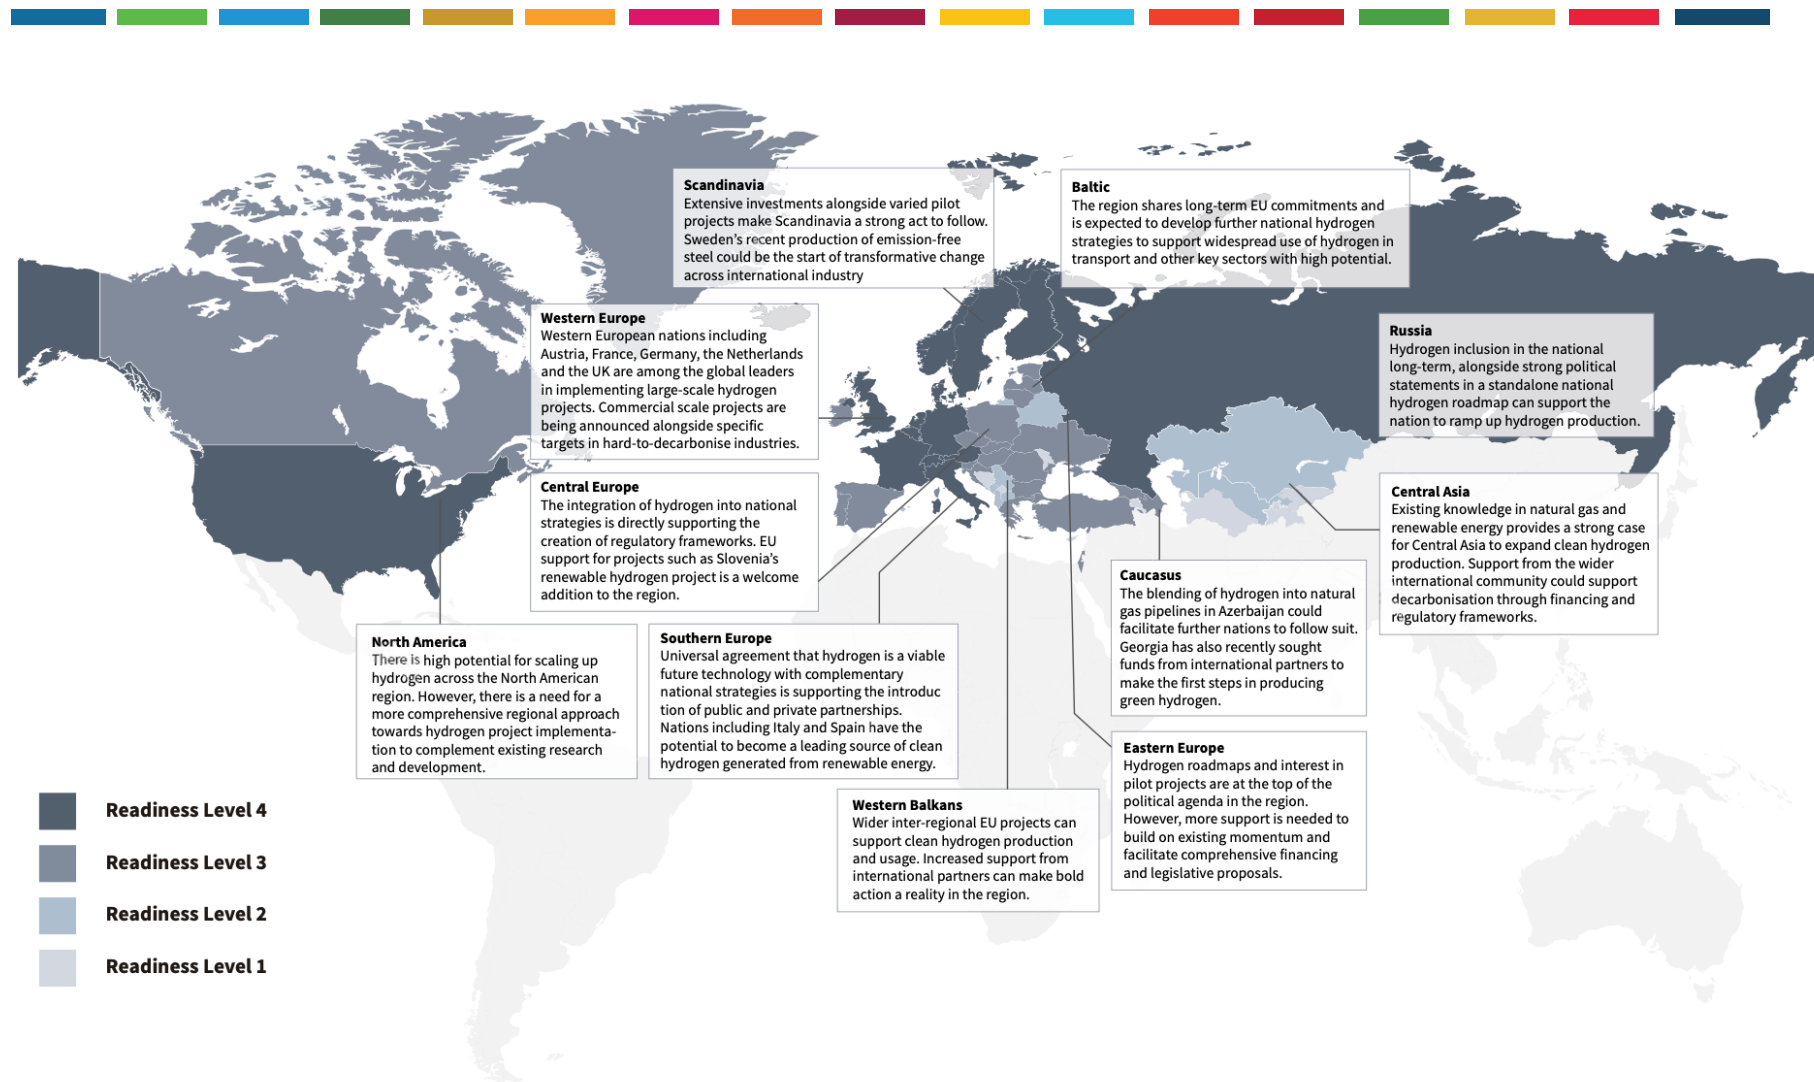 Scandinavia
Extensive investments alongside varied pilot
projects make Scandinavia a strong act to follow.
Sweden's recent production of emission-free
steel could be the start of transformative change
across international industry
Baltic
The region shares long-term EU commitments and
is expected to develop further national hydrogen
strategies to support widespread use of hydrogen in
transport and other key sectors with high potential.
Western Europe
Western European nations including
Austria, France, Germany, the Netherlands
and the UK are among the global leaders
in implementing large-scale hydrogen
projects. Commercial scale projects are
being announced alongside specific
targets in hard-to-decarbonise industries.
Russia
Hydrogen inclusion in the national
long-term, alongside strong political
statements in a standalone national
hydrogen roadmap can support the
nation to ramp up hydrogen production.
Central Europe
The integration of hydrogen into national
strategies is directly supporting the
creation of regulatory frameworks. EU
support for projects such as Slovenia's
renewable hydrogen project is a welcome
addition to the region.
Central Asia
Existing knowledge in natural gas and
renewable energy provides a strong case
for Central Asia to expand clean hydrogen
production. Support from the wider
international community could support
decarbonisation through financing and
regulatory frameworks.
Caucasus
The blending of hydrogen into natural
gas pipelines in Azerbaijan could
facilitate further nations to follow suit.
Georgia has also recently sought
funds from international partners to
make the first steps in producing
green hydrogen.
North America
There is high potential for scaling up
hydrogen across the North American
region. However, there is a need for a
more comprehensive regional approach
towards hydrogen project implementa-
tion to complement existing research
and development.
Southern Europe
Universal agreement that hydrogen is a viable
future technology with complementary
national strategies is supporting the introduc
tion of public and private partnerships.
Nations including Italy and Spain have the
potential to become a leading source of clean
hydrogen generated from renewable energy.
Eastern Europe
Hydrogen roadmaps and interest in
pilot projects are at the top of the
political agenda in the region.
However, more support is needed to
build on existing momentum and
facilitate comprehensive financing
and legislative proposals.
Western Balkans
Wider inter-regional EU projects can
support clean hydrogen production
and usage. Increased support from
international partners can make bold
action a reality in the region.
Readiness Level 4
Readiness Level 3
Readiness Level 2
Readiness Level 1